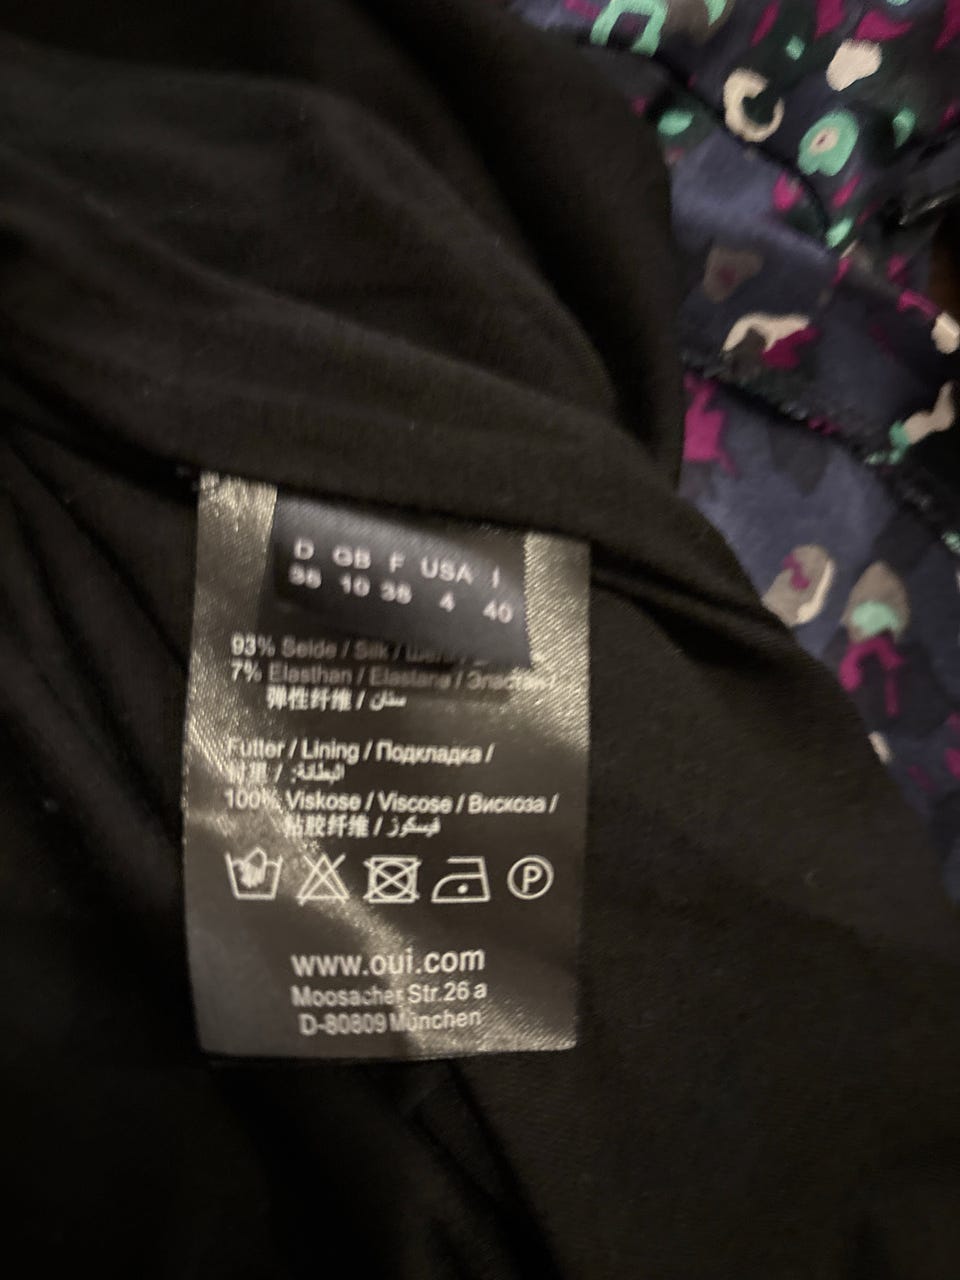 D GB F USA I
36 10 38 4 40
93% Seide / Silk /
7% Elasthan / Elastane /
弹性纤维 /
Futter / Lining / Подкладка /
/ البطانة:
100% Viskose / Viscose / Вискоза /
粘胶纤维 / فيسكوز
P
www.oui.com
Moosacher Str.26 a
D-80809 München